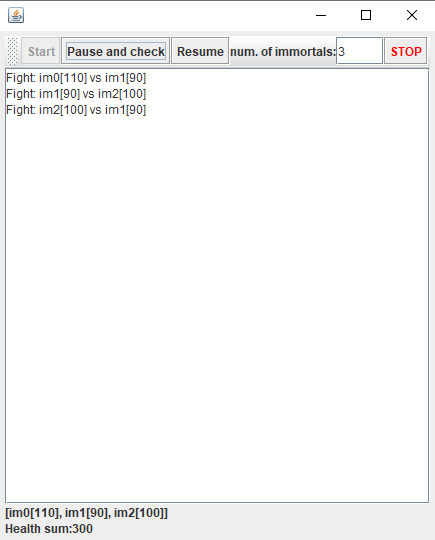 Start Pause and check Resume num. of immortals: 3 STOP
Fight: im0[110] vs im1[90]
Fight: im1[90] vs im2[100]
Fight: im2[100] vs im1[90]
[im0[110], im1[90], im2[100]]
Health sum:300